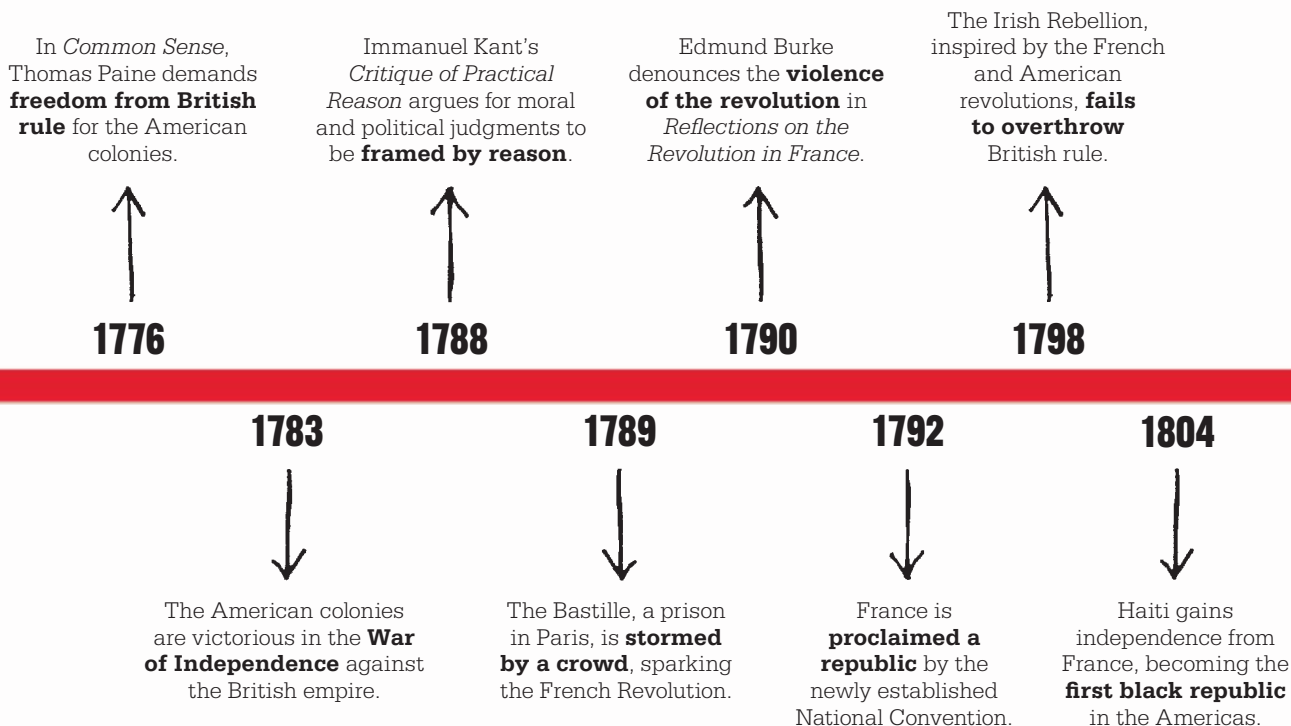 In Common Sense,
Thomas Paine demands
freedom from British
rule for the American
colonies.
1776
The American colonies
are victorious in the War
of Independence against
the British empire.
1783
Immanuel Kant's
Critique of Practical
Reason argues for moral
and political judgments to
be framed by reason.
1788
The Bastille, a prison
in Paris, is stormed
by a crowd, sparking
the French Revolution.
1789
Edmund Burke
denounces the violence
of the revolution in
Reflections on the
Revolution in France.
1790
France is
proclaimed a
republic by the
newly established
National Convention.
1792
The Irish Rebellion,
inspired by the French
and American
revolutions, fails
to overthrow
British rule.
1798
Haiti gains
independence from
France, becoming the
first black republic
in the Americas.
1804